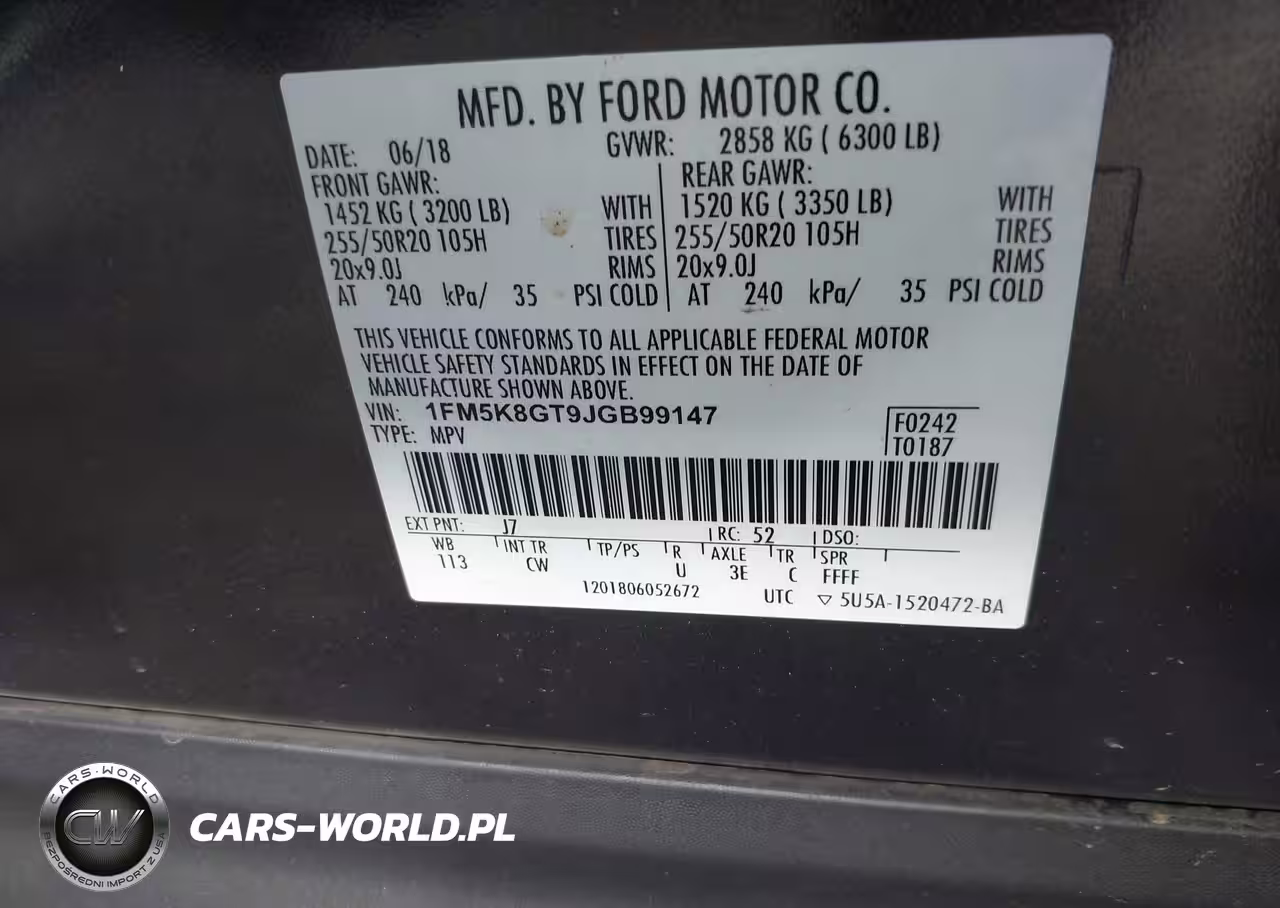 MFD. BY FORD MOTOR CO.
DATE: 06/18 GVWR: 2858 KG ( 6300 LB)
FRONT GAWR: REAR GAWR:
1452 KG ( 3200 LB) WITH 1520 KG ( 3350 LB) WITH
255/50R20 105H TIRES 255/50R20 105H TIRES
20x9.0J RIMS 20x9.0J RIMS
AT 240 kPa/ 35 PSI COLD AT 240 kPa/ 35 PSI COLD
THIS VEHICLE CONFORMS TO ALL APPLICABLE FEDERAL MOTOR
VEHICLE SAFETY STANDARDS IN EFFECT ON THE DATE OF
MANUFACTURE SHOWN ABOVE.
VIN: 1FM5K8GT9JGB99147 F0242
TYPE: MPV T0187
EXT PNT: J7 RC: 52 DSO:
WB INT TR TP/PS R AXLE TR SPR
113 CW U 3E C FFFF
1201806052672 UTC ▽ 5U5A-1520472-BA
CARS-WORLD
CW
BEZPOŚREDNI IMPORT Z USA
CARS-WORLD.PL